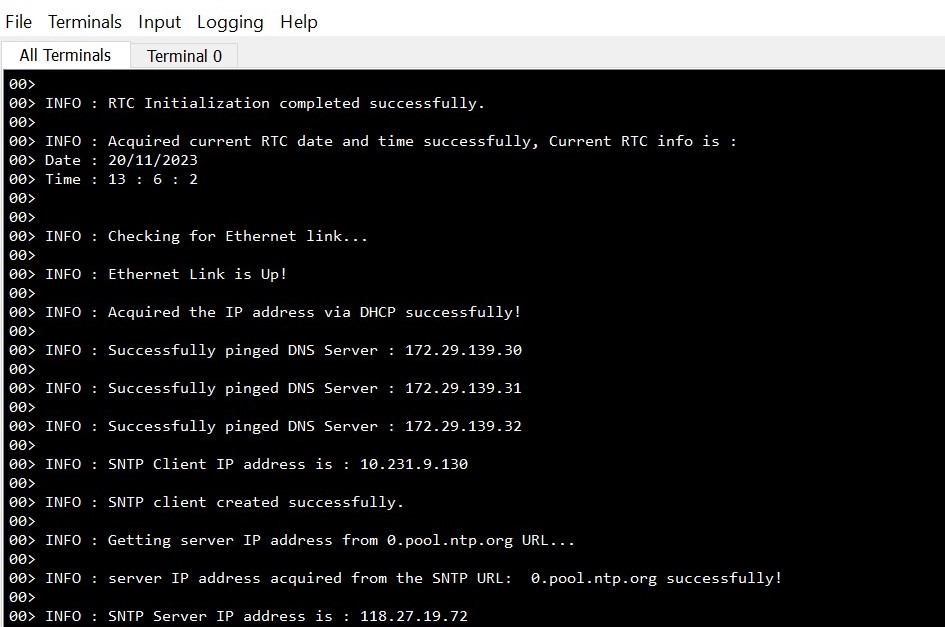 File Terminals Input Logging Help
All Terminals Terminal 0
00>
00> INFO : RTC Initialization completed successfully.
00>
00> INFO : Acquired current RTC date and time successfully, Current RTC info is :
00> Date : 20/11/2023
00> Time : 13 : 6 : 2
00>
00>
00> INFO : Checking for Ethernet link...
00>
00> INFO : Ethernet Link is Up!
00>
00> INFO : Acquired the IP address via DHCP successfully!
00>
00> INFO : Successfully pinged DNS Server : 172.29.139.30
00>
00> INFO : Successfully pinged DNS Server : 172.29.139.31
00>
00> INFO : Successfully pinged DNS Server : 172.29.139.32
00>
00> INFO : SNTP Client IP address is : 10.231.9.130
00>
00> INFO : SNTP client created successfully.
00>
00> INFO : Getting server IP address from 0.pool.ntp.org URL...
00>
00> INFO : server IP address acquired from the SNTP URL:  0.pool.ntp.org successfully!
00>
00> INFO : SNTP Server IP address is : 118.27.19.72